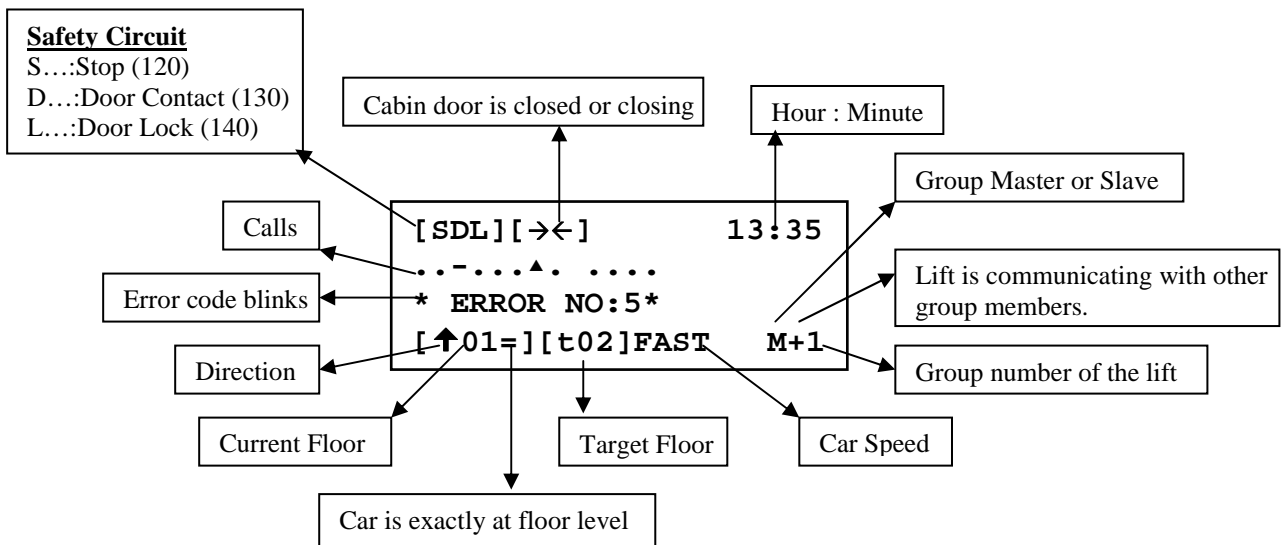 Safety Circuit
S…:Stop (120)
D…:Door Contact (130)
L…:Door Lock (140)
Cabin door is closed or closing
Hour : Minute
Group Master or Slave
Calls
Lift is communicating with other
group members.
Error code blinks
Direction
Group number of the lift
[SDL][→←] 13:35
..-...▲. ....
* ERROR NO:5*
[↑01=][t02]FAST M+1
Current Floor
Target Floor
Car Speed
Car is exactly at floor level